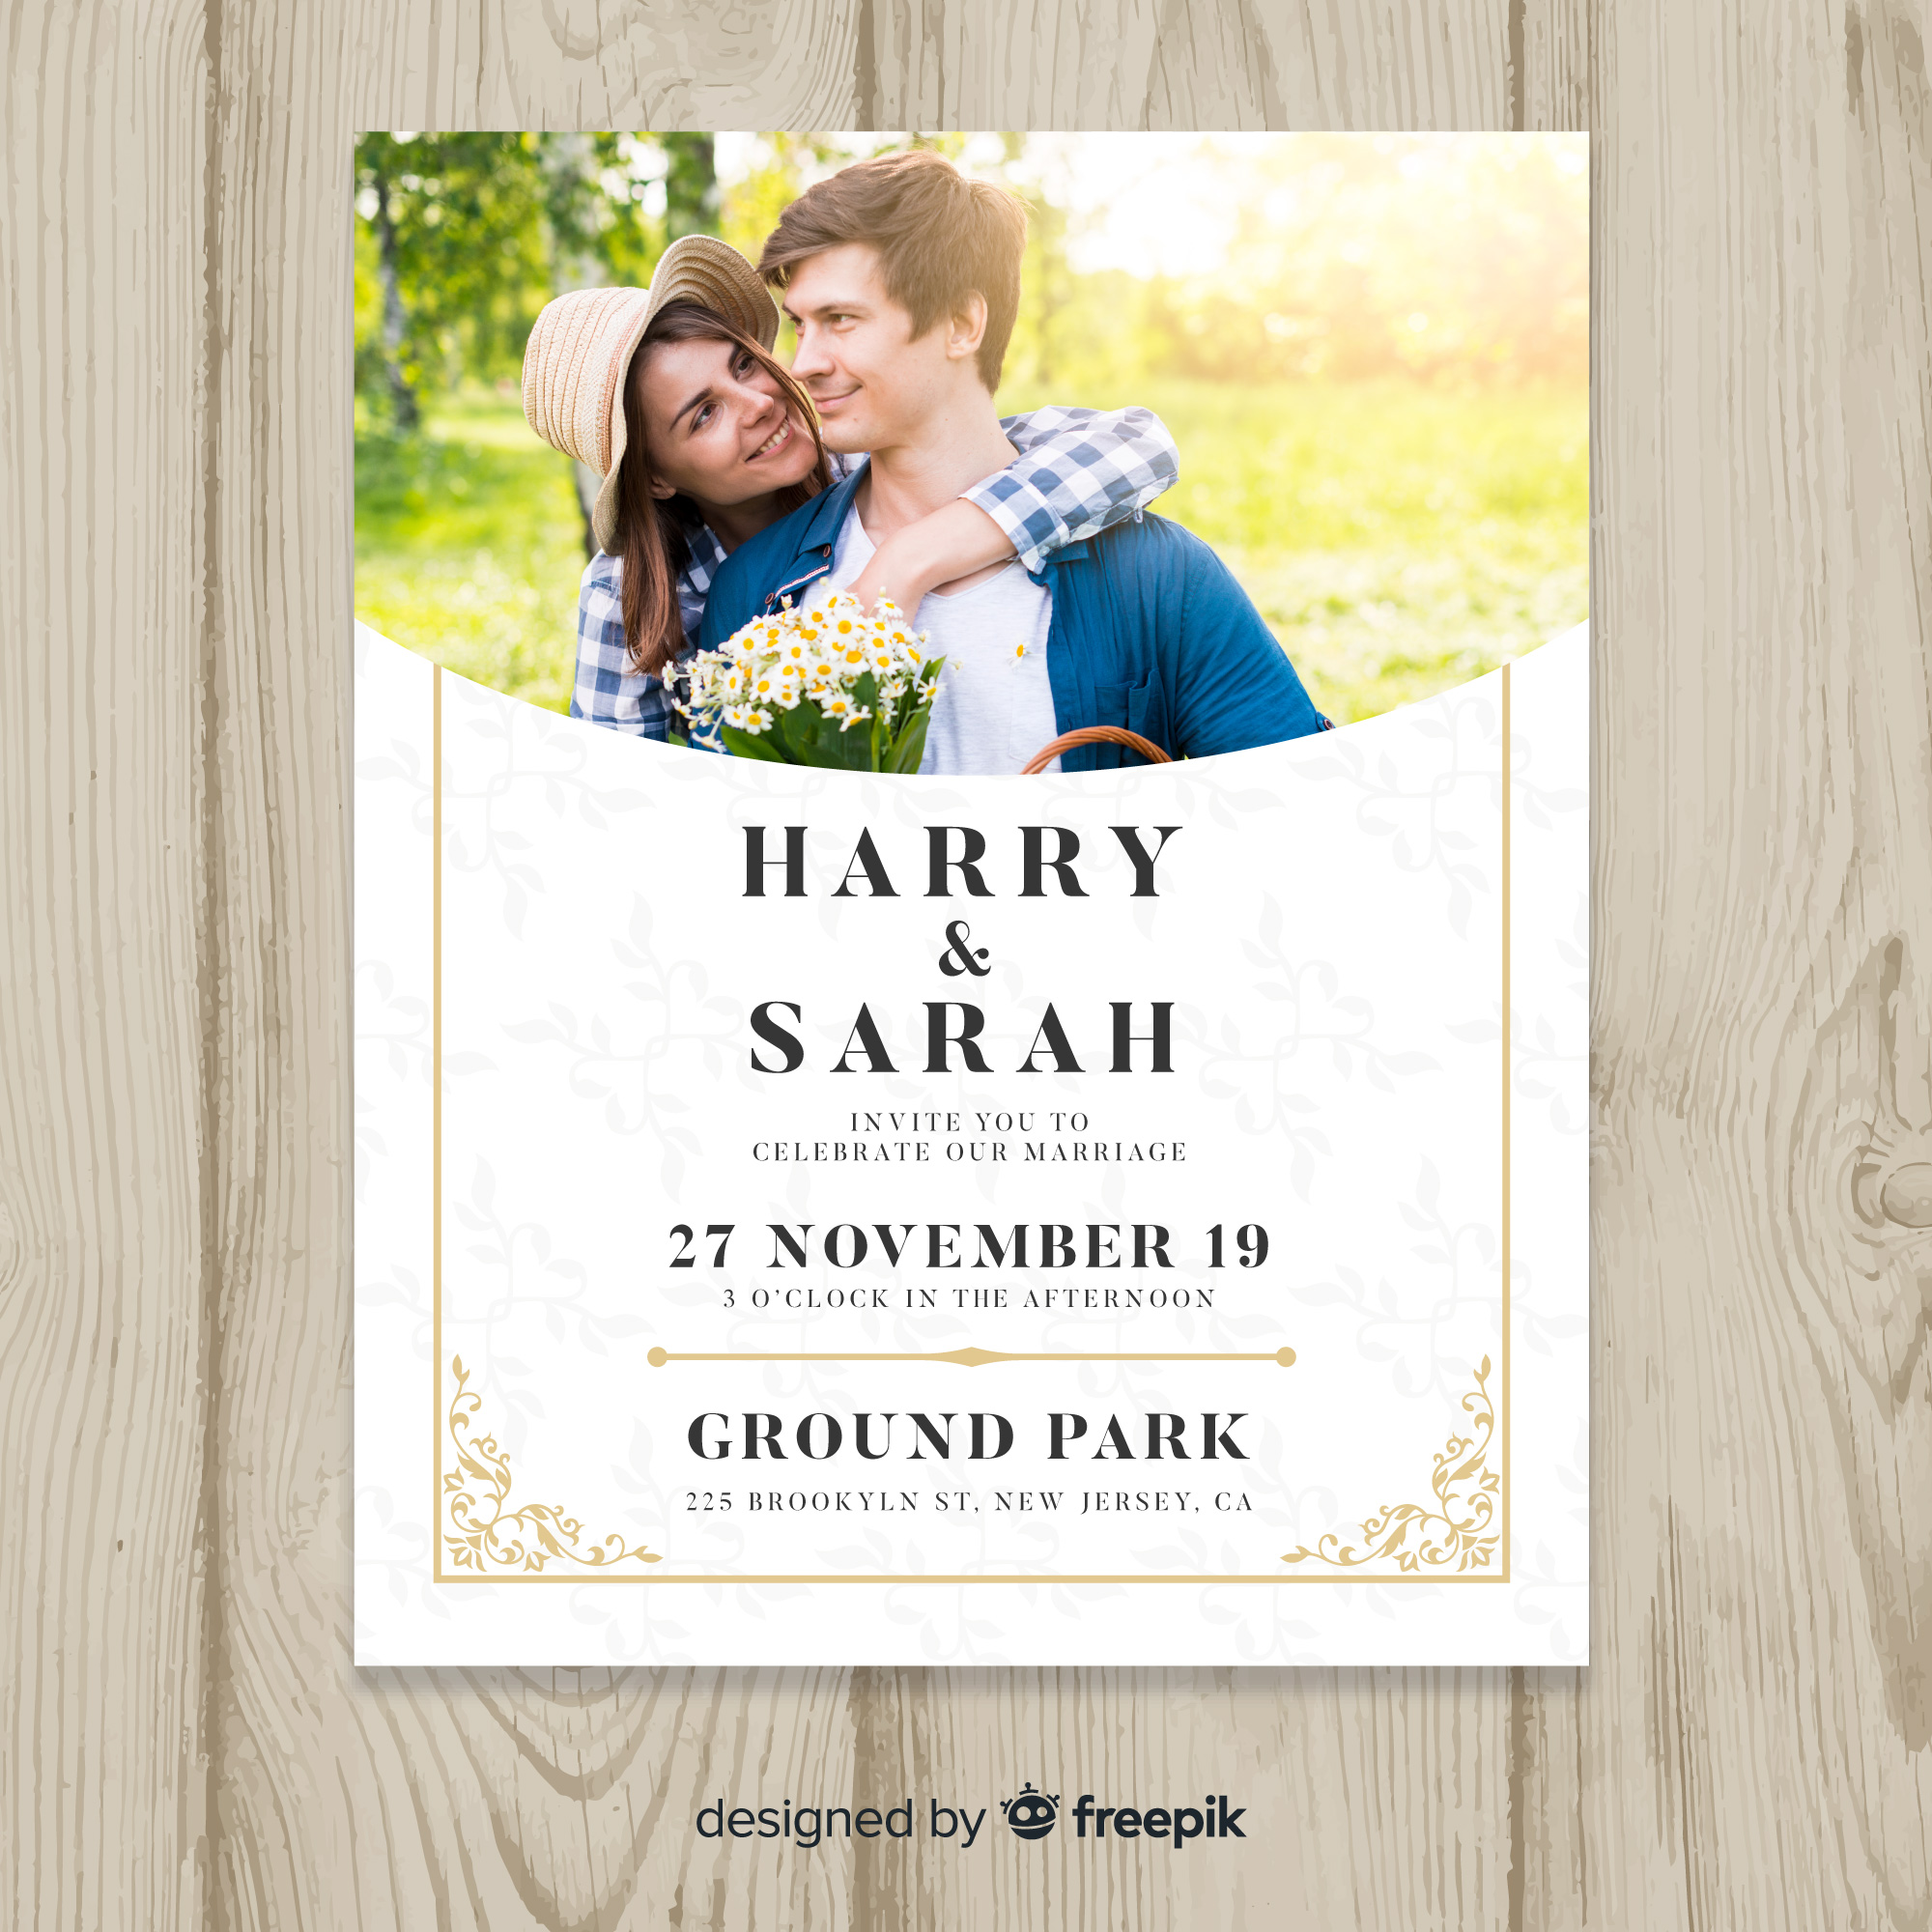 HARRY
&
SARAH
INVITE YOU TO
CELEBRATE OUR MARRIAGE
27 NOVEMBER 19
3 O'CLOCK IN THE AFTERNOON
GROUND PARK
225 BROOKYLN ST, NEW JERSEY, CA
designed by freepik